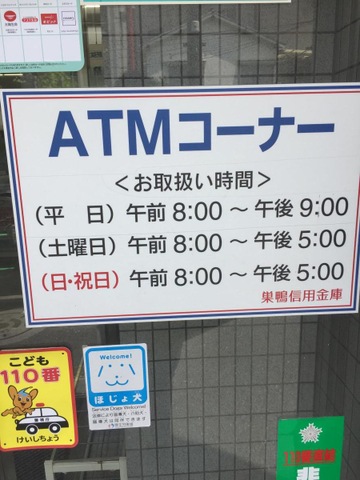 ATMコーナー
＜お取扱い時間＞
（平　日）午前 8:00 ～ 午後 9:00
（土曜日）午前 8:00 ～ 午後 5:00
（日・祝日）午前 8:00 ～ 午後 5:00
巣鴨信用金庫
こども
110番
けいしちょう
Welcome!
ほじょ犬
Service Dogs Welcome!